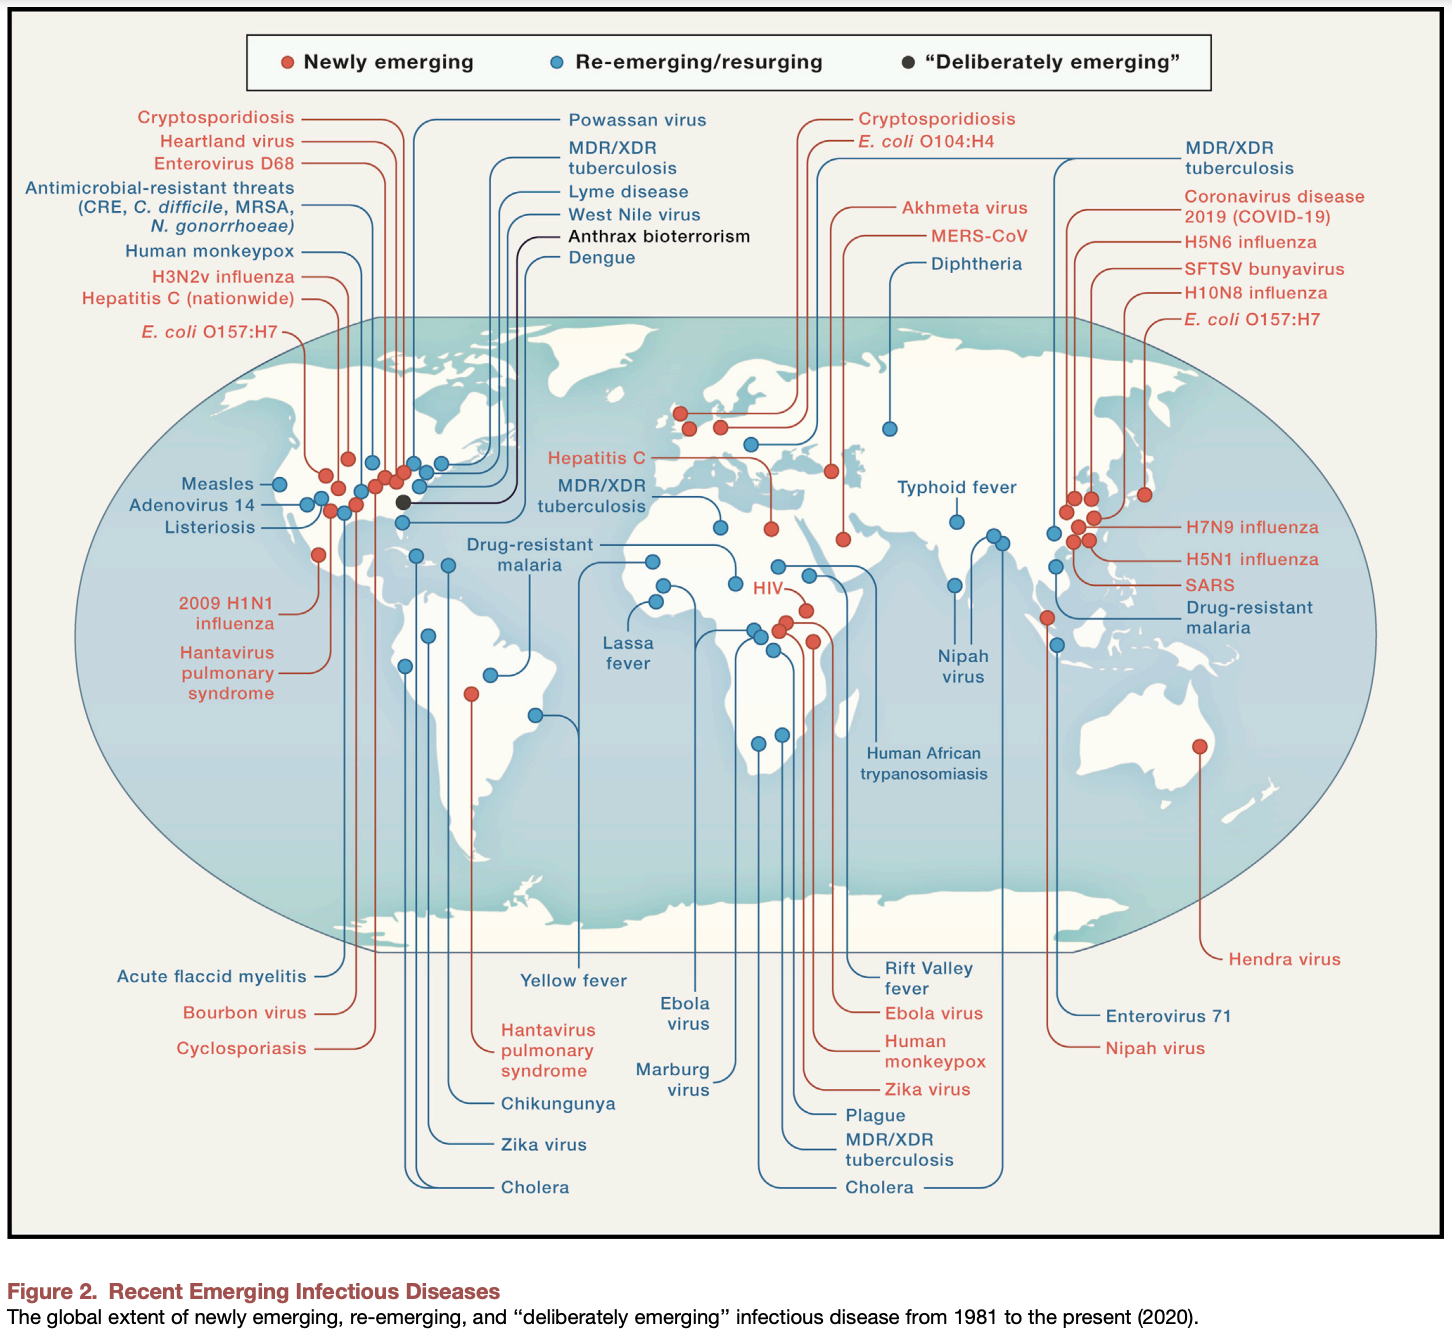 Newly emerging
Re-emerging/resurging
“Deliberately emerging”
Cryptosporidiosis
Heartland virus
Enterovirus D68
Antimicrobial-resistant threats
(CRE, C. difficile, MRSA,
N. gonorrhoeae)
Human monkeypox
H3N2v influenza
Hepatitis C (nationwide)
E. coli O157:H7
Powassan virus
MDR/XDR
tuberculosis
Lyme disease
West Nile virus
Anthrax bioterrorism
Dengue
Cryptosporidiosis
E. coli O104:H4
Akhmeta virus
MERS-CoV
Diphtheria
MDR/XDR
tuberculosis
Coronavirus disease
2019 (COVID-19)
H5N6 influenza
SFTSV bunyavirus
H10N8 influenza
E. coli O157:H7
Measles
Adenovirus 14
Listeriosis
2009 H1N1
influenza
Hantavirus
pulmonary
syndrome
Hepatitis C
MDR/XDR
tuberculosis
Drug-resistant
malaria
HIV
Lassa
fever
Typhoid fever
Nipah
virus
Human African
trypanosomiasis
H7N9 influenza
H5N1 influenza
SARS
Drug-resistant
malaria
Acute flaccid myelitis
Bourbon virus
Cyclosporiasis
Yellow fever
Hantavirus
pulmonary
syndrome
Chikungunya
Zika virus
Cholera
Ebola
virus
Marburg
virus
Rift Valley
fever
Ebola virus
Human
monkeypox
Zika virus
Plague
MDR/XDR
tuberculosis
Cholera
Hendra virus
Enterovirus 71
Nipah virus
Figure 2. Recent Emerging Infectious Diseases
The global extent of newly emerging, re-emerging, and ‘‘deliberately emerging’’ infectious disease from 1981 to the present (2020).